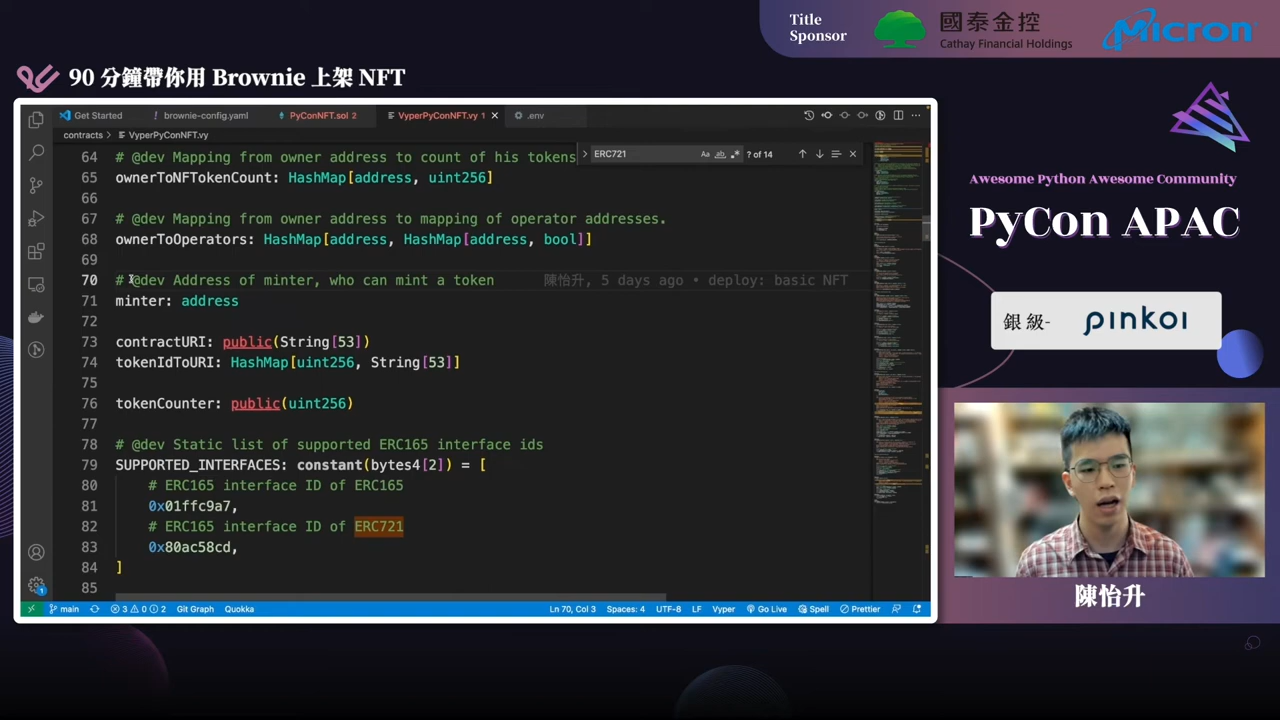 Title
Sponsor
國泰金控
Cathay Financial Holdings
Micron
90 分鐘帶你用 Brownie 上架 NFT
Get Started
! brownie-config.yaml
PyConNFT.sol 2
VyperPyConNFT.vy 1
.env
contracts > VyperPyConNFT.vy
ERC721
Aa ab .*
? of 14
64 # @dev Mapping from owner address to count of his tokens
65 ownerToNFTokenCount: HashMap[address, uint256]
66
67 # @dev Mapping from owner address to mapping of operator addresses.
68 ownerToOperators: HashMap[address, HashMap[address, bool]]
69
70 # @dev Address of minter, who can mint a token 陳怡升, 5 days ago • deploy: basic NFT
71 minter: address
72
73 contractURI: public(String[53])
74 tokenIdToURI: HashMap[uint256, String[53]]
75
76 tokenCounter: public(uint256)
77
78 # @dev Static list of supported ERC165 interface ids
79 SUPPORTED_INTERFACES: constant(bytes4[2]) = [
80 # ERC165 interface ID of ERC165
81 0x01ffc9a7,
82 # ERC165 interface ID of ERC721
83 0x80ac58cd,
84 ]
85
main 3 0 2 Git Graph Quokka Ln 70, Col 3 Spaces: 4 UTF-8 LF Vyper Go Live Spell Prettier
1
Awesome Python Awesome Community
PyCon APAC
銀級- pinkoi
陳怡升